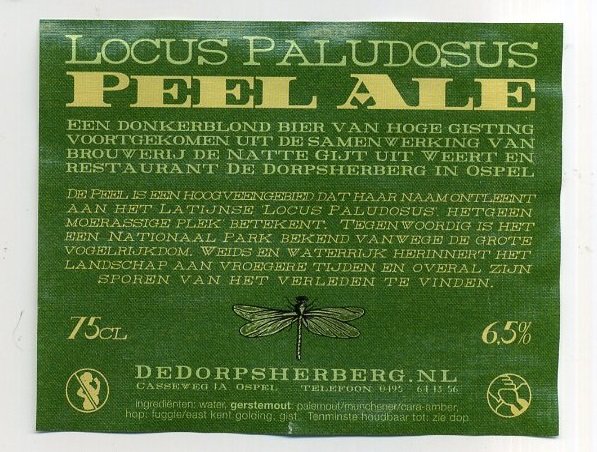 LOCUS PALUDOSUS
PEEL ALE
EEN DONKERBLOND BIER VAN HOGE GISTING
VOORTGEKOMEN UIT DE SAMENWERKING VAN
BROUWERIJ DE NATTE GIJT UIT WEERT EN
RESTAURANT DE DORPSHERBERG IN OSPEL
DE PEEL IS EEN HOOGVEENGEBIED DAT HAAR NAAM ONTLEENT
AAN HET LATIJNSE 'LOCUS PALUDOSUS', HETGEEN
'MOERASSIGE PLEK' BETEKENT. TEGENWOORDIG IS HET
EEN NATIONAAL PARK BEKEND VANWEGE DE GROTE
VOGELRIJKDOM. WEIDS EN WATERRIJK HERINNERT HET
LANDSCHAP AAN VROEGERE TIJDEN EN OVERAL ZIJN
SPOREN VAN HET VERLEDEN TE VINDEN.
75CL
6,5%
DEDORPSHERBERG.NL
CASSEWEG 1A OSPEL TELEFOON 0495 64 13 56
ingrediënten: water, gerstemout: palemout/munchener/cara-amber,
hop: fuggle/east kent golding, gist. Tenminste houdbaar tot: zie dop